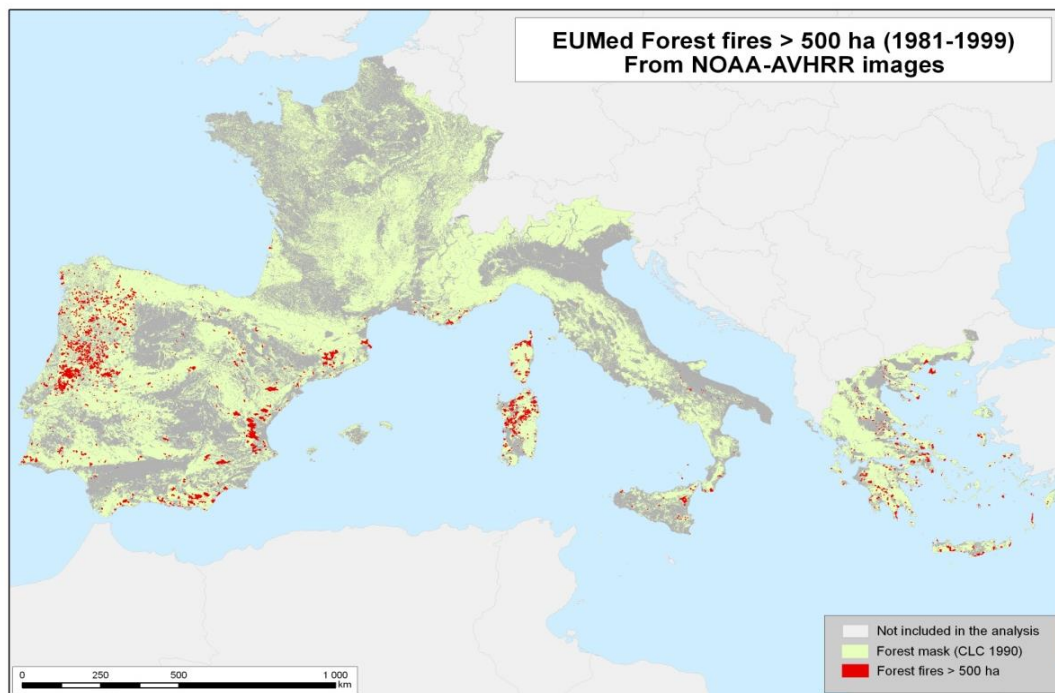 EUMed Forest fires > 500 ha (1981-1999)
From NOAA-AVHRR images
Not included in the analysis
Forest mask (CLC 1990)
Forest fires > 500 ha
0 250 500 1 000
km